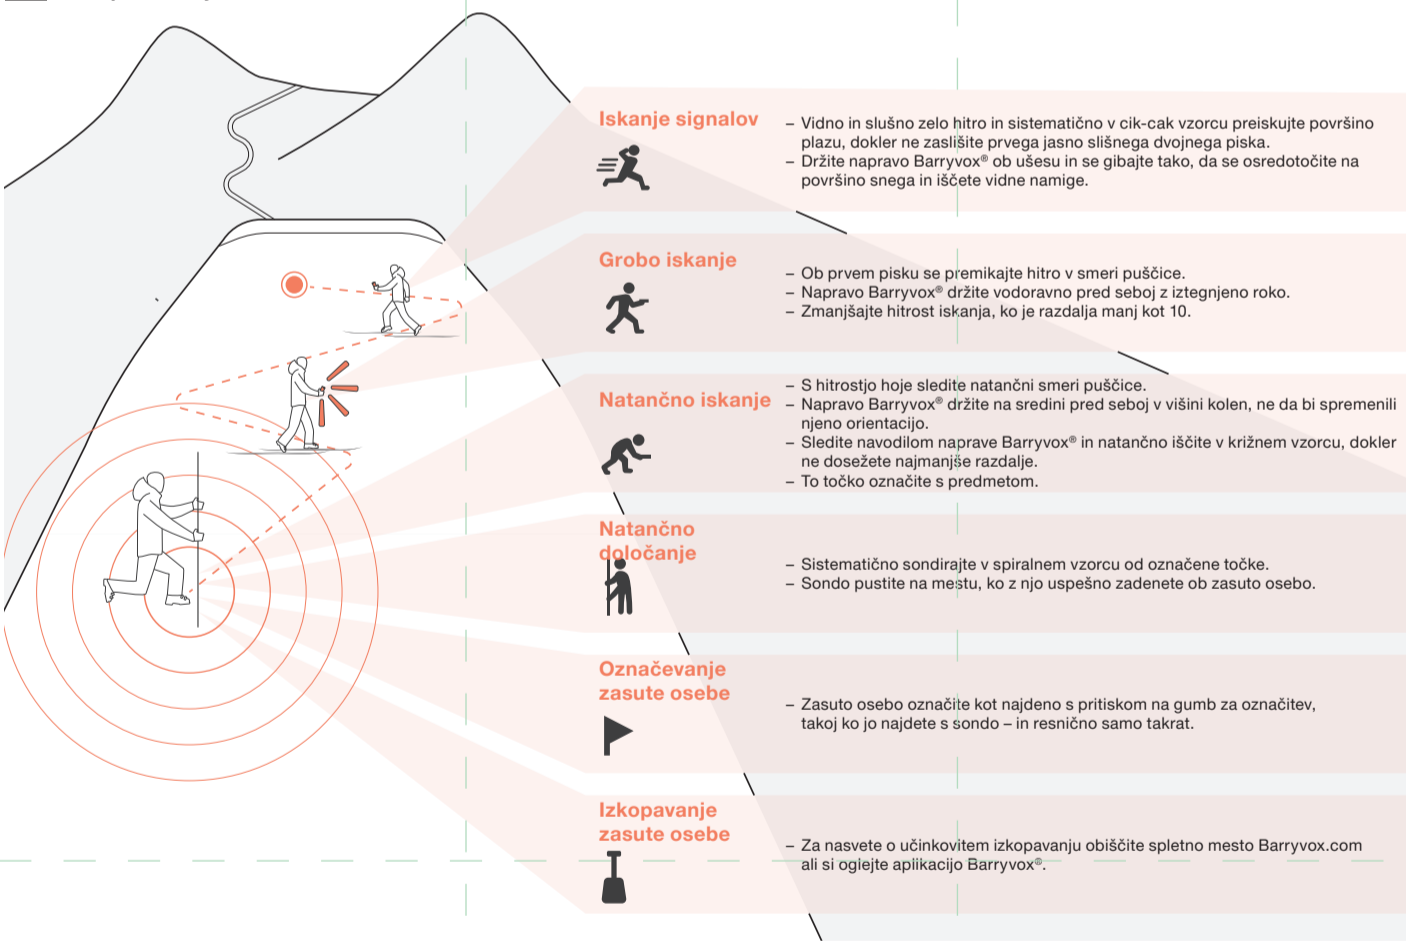 Iskanje signalov
– Vidno in slušno zelo hitro in sistematično v cik-cak vzorcu preiskujte površino
plazu, dokler ne zaslišite prvega jasno slišnega dvojnega piska.
– Držite napravo Barryvox® ob ušesu in se gibajte tako, da se osredotočite na
površino snega in iščete vidne namige.
Grobo iskanje
– Ob prvem pisku se premikajte hitro v smeri puščice.
– Napravo Barryvox® držite vodoravno pred seboj z iztegnjeno roko.
– Zmanjšajte hitrost iskanja, ko je razdalja manj kot 10.
Natančno iskanje
– S hitrostjo hoje sledite natančni smeri puščice.
– Napravo Barryvox® držite na sredini pred seboj v višini kolen, ne da bi spremenili
njeno orientacijo.
– Sledite navodilom naprave Barryvox® in natančno iščite v križnem vzorcu, dokler
ne dosežete najmanjše razdalje.
– To točko označite s predmetom.
Natančno
določanje
– Sistematično sondirajte v spiralnem vzorcu od označene točke.
– Sondo pustite na mestu, ko z njo uspešno zadenete ob zasuto osebo.
Označevanje
zasute osebe
– Zasuto osebo označite kot najdeno s pritiskom na gumb za označitev,
takoj ko jo najdete s sondo – in resnično samo takrat.
Izkopavanje
zasute osebe
– Za nasvete o učinkovitem izkopavanju obiščite spletno mesto Barryvox.com
ali si oglejte aplikacijo Barryvox®.